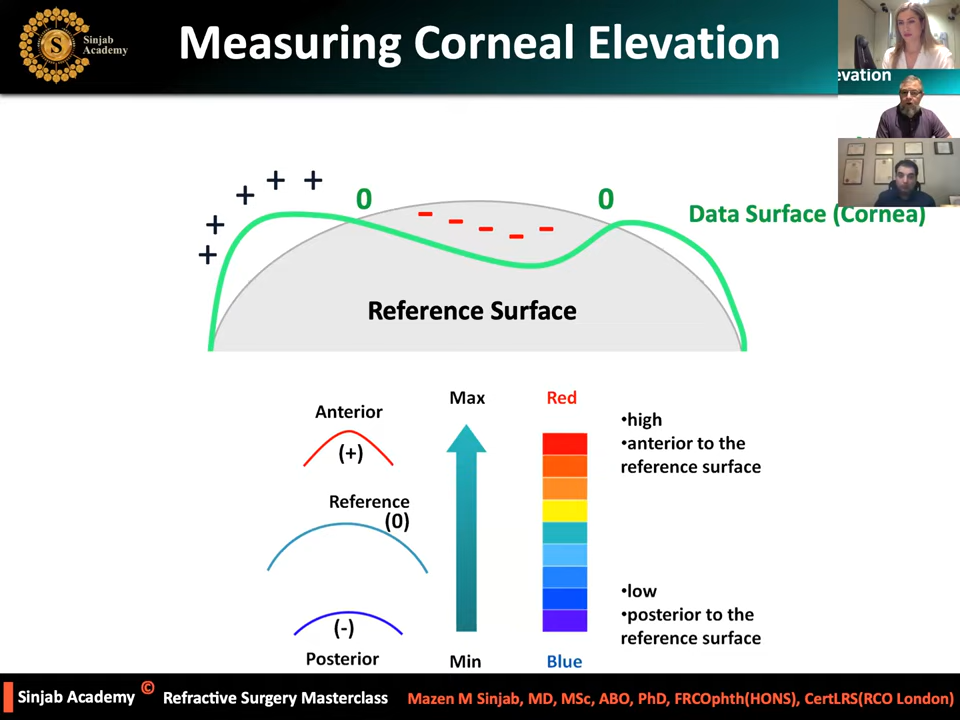 Sinjab
Academy
Measuring Corneal Elevation
evation
+ + + + +
0
- - - - -
0
Data Surface (Cornea)
Reference Surface
Anterior
(+)
Reference
(0)
(-)
Posterior
Max
Min
Red
Blue
•high
•anterior to the
reference surface
•low
•posterior to the
reference surface
Sinjab Academy © Refractive Surgery Masterclass Mazen M Sinjab, MD, MSc, ABO, PhD, FRCOphth(HONS), CertLRS(RCO London)